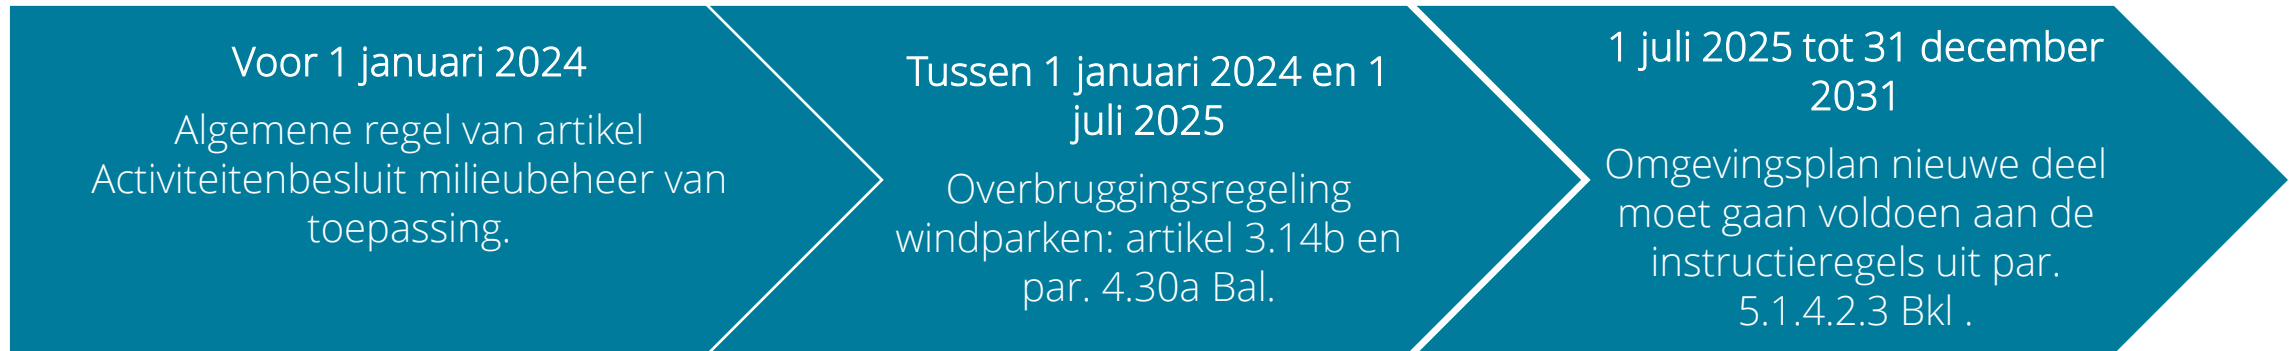 Voor 1 januari 2024
Algemene regel van artikel
Activiteitenbesluit milieubeheer van
toepassing.
Tussen 1 januari 2024 en 1
juli 2025
Overbruggingsregeling
windparken: artikel 3.14b en
par. 4.30a Bal.
1 juli 2025 tot 31 december
2031
Omgevingsplan nieuwe deel
moet gaan voldoen aan de
instructieregels uit par.
5.1.4.2.3 Bkl .